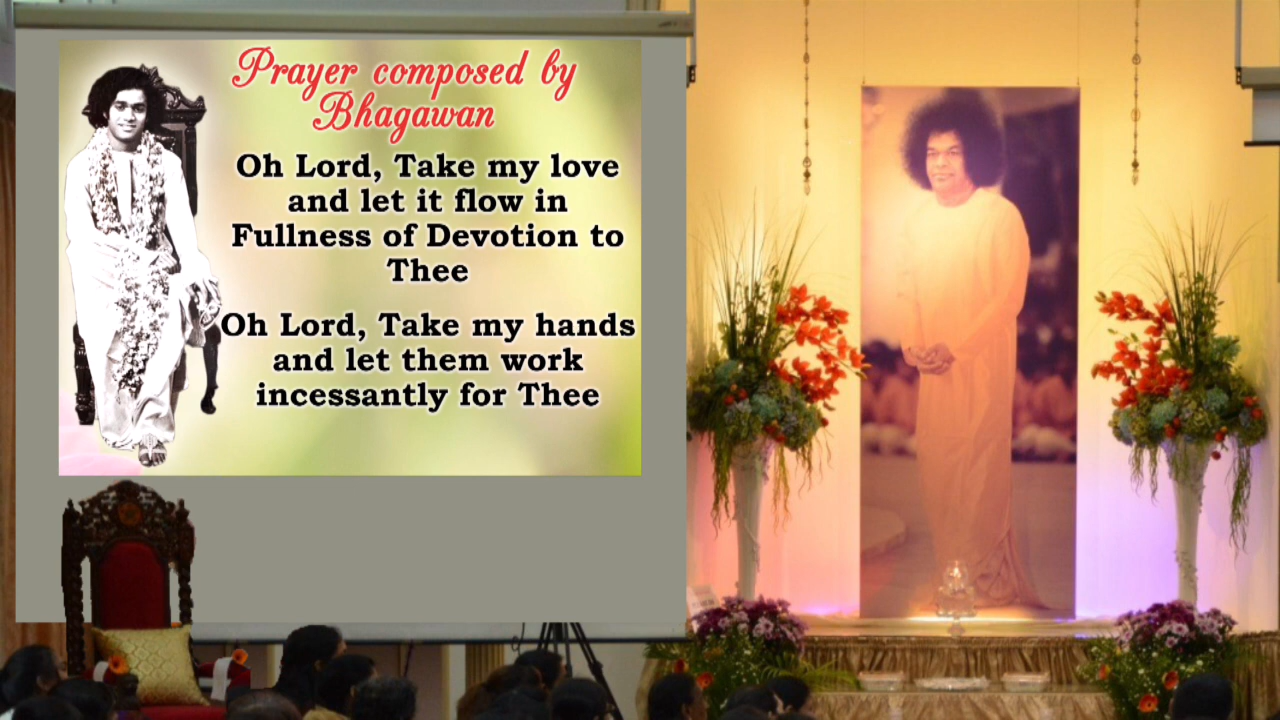 Prayer composed by
Bhagawan
Oh Lord, Take my love
and let it flow in
Fullness of Devotion to
Thee
Oh Lord, Take my hands
and let them work
incessantly for Thee